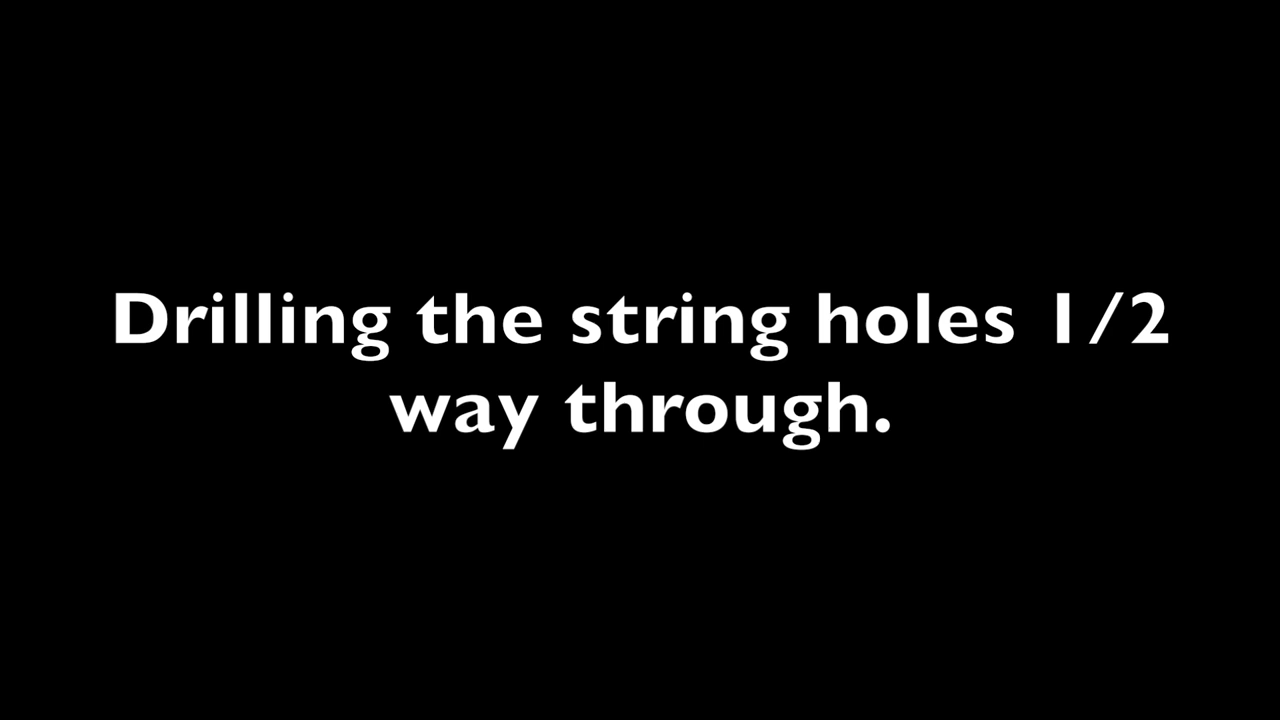 Drilling the string holes 1/2
way through.